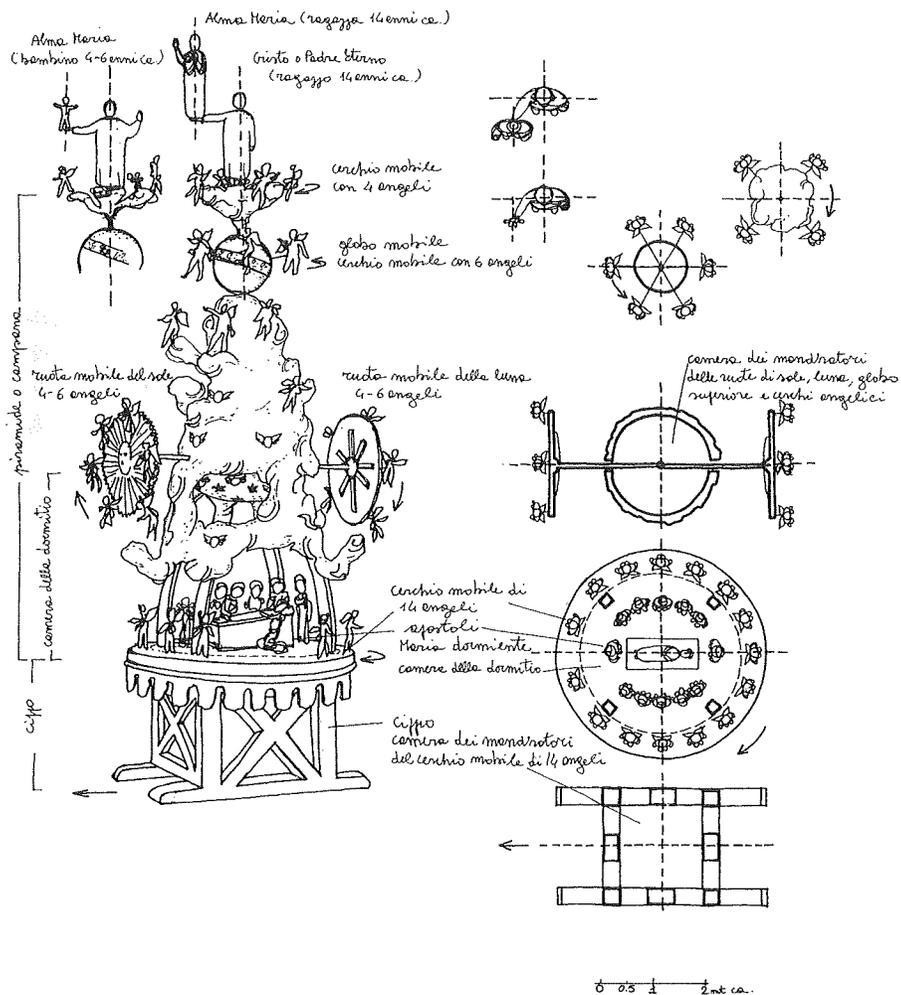 Alma Maria (ragazza 14enni ca.)
Alma Maria
(bambino 4-6enni ca)
Cristo o Padre Eterno
(ragazzo 14enni ca.)
cerchio mobile
con 4 angeli
globo mobile
cerchio mobile con 6 angeli
piramide o campana
ruota mobile del sole
4-6 angeli
ruota mobile della luna
4-6 angeli
camera dei mandratori
delle ruote di sole, luna, globo
superiore e cerchi angelici
camera della dormitio
cerchio mobile di
14 angeli
apostoli
Maria dormiente
camera della dormitio
cippo
cippo
camera dei mandratori
del cerchio mobile di 14 angeli
0 0.5 1 2 mt ca.